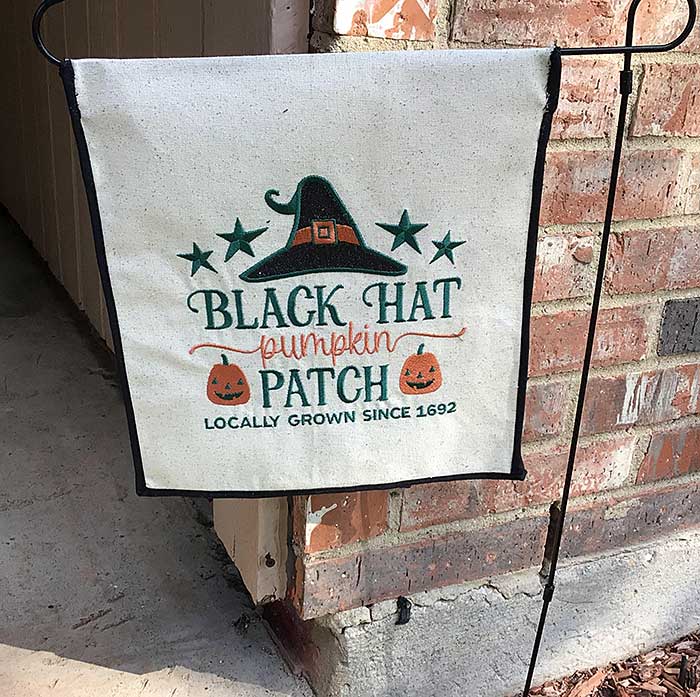 BLACK HAT
pumpkin
PATCH
LOCALLY GROWN SINCE 1692